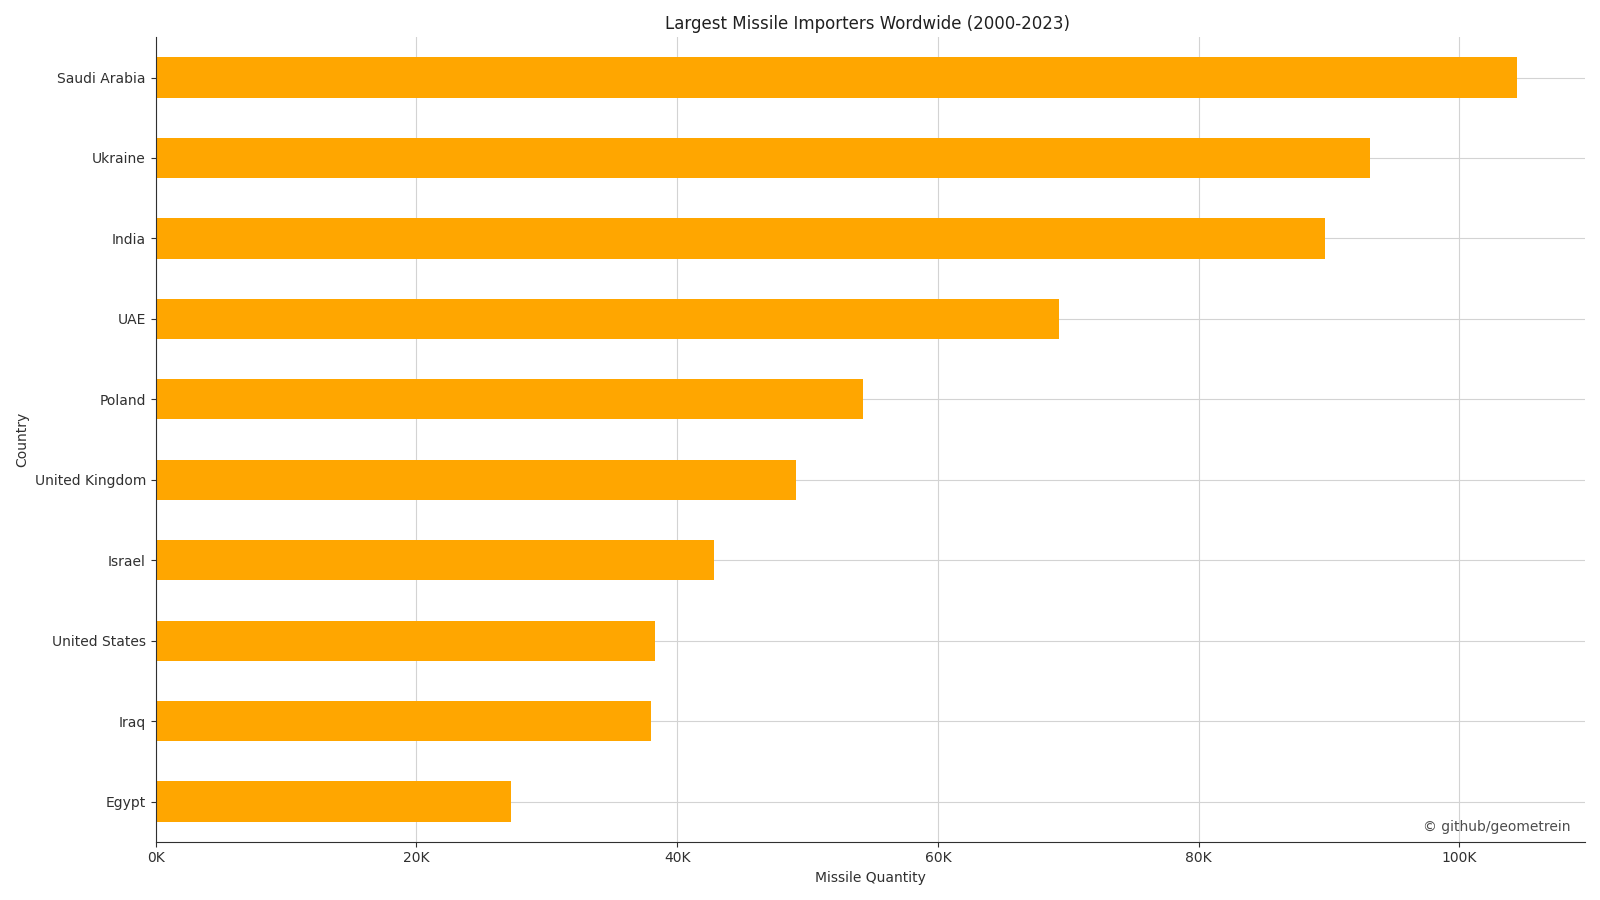 Largest Missile Importers Wordwide (2000-2023)
Saudi Arabia
Ukraine
India
UAE
Poland
United Kingdom
Israel
United States
Iraq
Egypt
Country
© github/geometrein
0K 20K 40K 60K 80K 100K
Missile Quantity